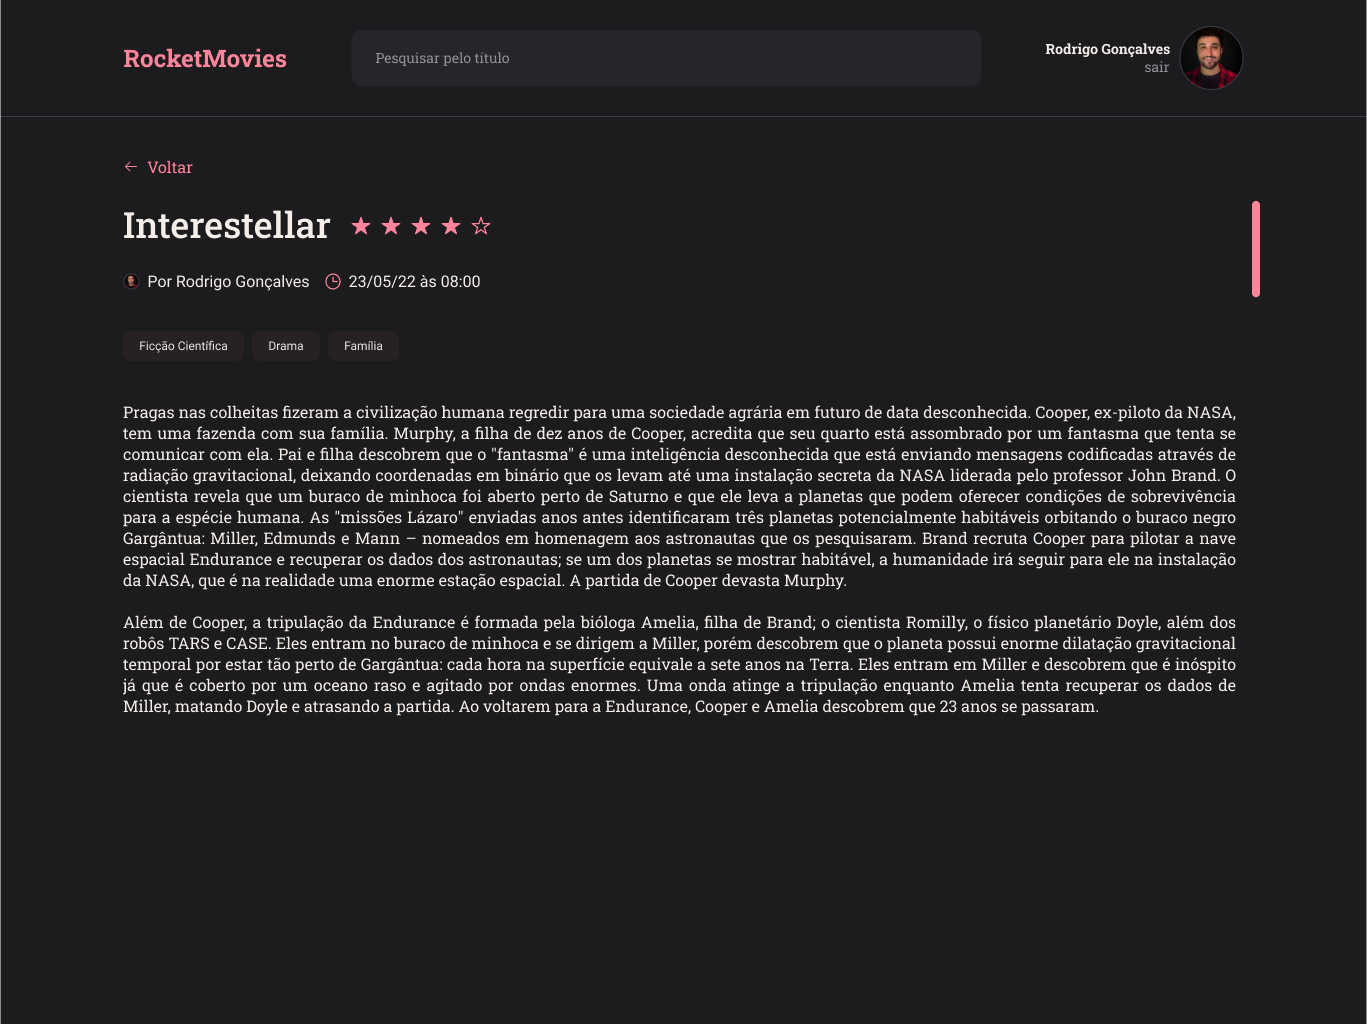 RocketMovies
Pesquisar pelo título
Rodrigo Gonçalves
sair
Voltar
Interestellar
Por Rodrigo Gonçalves 23/05/22 às 08:00
Ficção Científica Drama Família
Pragas nas colheitas fizeram a civilização humana regredir para uma sociedade agrária em futuro de data desconhecida. Cooper, ex-piloto da NASA,
tem uma fazenda com sua família. Murphy, a filha de dez anos de Cooper, acredita que seu quarto está assombrado por um fantasma que tenta se
comunicar com ela. Pai e filha descobrem que o "fantasma" é uma inteligência desconhecida que está enviando mensagens codificadas através de
radiação gravitacional, deixando coordenadas em binário que os levam até uma instalação secreta da NASA liderada pelo professor John Brand. O
cientista revela que um buraco de minhoca foi aberto perto de Saturno e que ele leva a planetas que podem oferecer condições de sobrevivência
para a espécie humana. As "missões Lázaro" enviadas anos antes identificaram três planetas potencialmente habitáveis orbitando o buraco negro
Gargântua: Miller, Edmunds e Mann – nomeados em homenagem aos astronautas que os pesquisaram. Brand recruta Cooper para pilotar a nave
espacial Endurance e recuperar os dados dos astronautas; se um dos planetas se mostrar habitável, a humanidade irá seguir para ele na instalação
da NASA, que é na realidade uma enorme estação espacial. A partida de Cooper devasta Murphy.
Além de Cooper, a tripulação da Endurance é formada pela bióloga Amelia, filha de Brand; o cientista Romilly, o físico planetário Doyle, além dos
robôs TARS e CASE. Eles entram no buraco de minhoca e se dirigem a Miller, porém descobrem que o planeta possui enorme dilatação gravitacional
temporal por estar tão perto de Gargântua: cada hora na superfície equivale a sete anos na Terra. Eles entram em Miller e descobrem que é inóspito
já que é coberto por um oceano raso e agitado por ondas enormes. Uma onda atinge a tripulação enquanto Amelia tenta recuperar os dados de
Miller, matando Doyle e atrasando a partida. Ao voltarem para a Endurance, Cooper e Amelia descobrem que 23 anos se passaram.